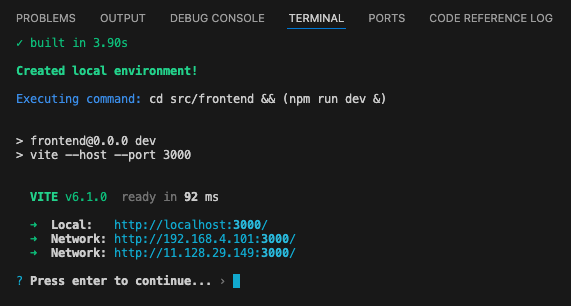 PROBLEMS OUTPUT DEBUG CONSOLE TERMINAL PORTS CODE REFERENCE LOG
✓ built in 3.90s
Created local environment!
Executing command: cd src/frontend && (npm run dev &)
> frontend@0.0.0 dev
> vite --host --port 3000
VITE v6.1.0 ready in 92 ms
➜ Local: http://localhost:3000/
➜ Network: http://192.168.4.101:3000/
➜ Network: http://11.128.29.149:3000/
? Press enter to continue... ›